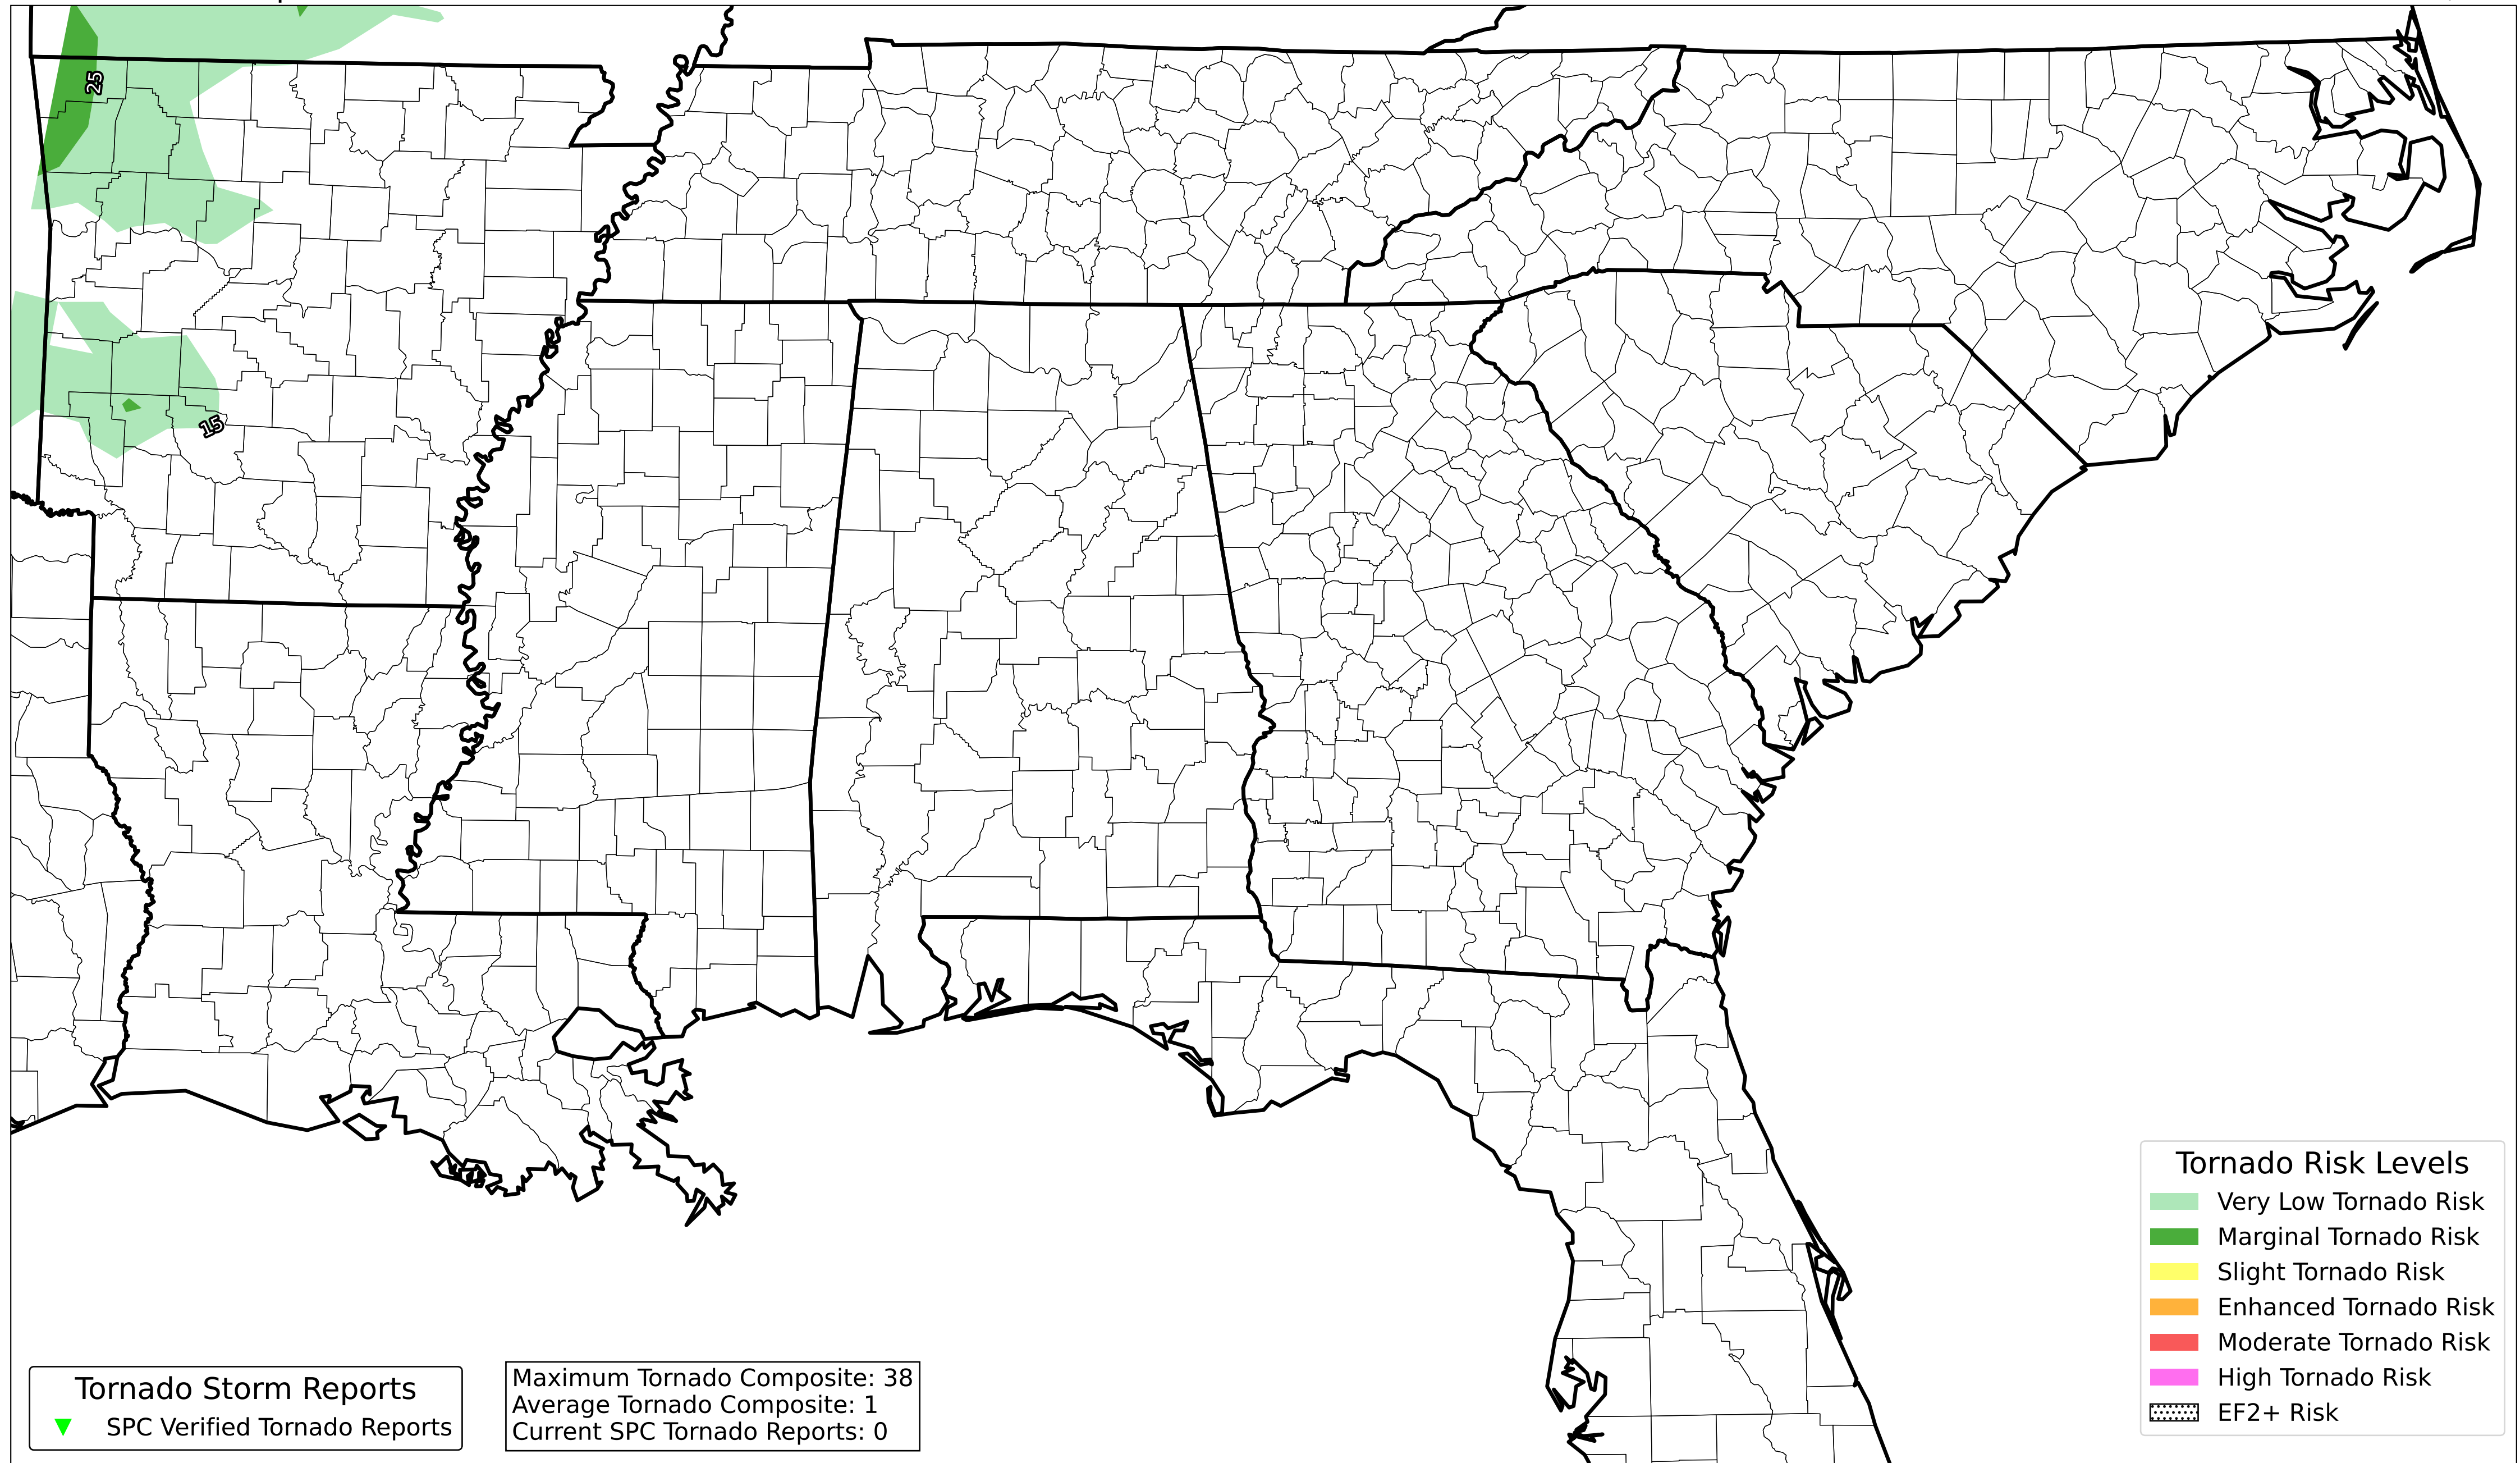 25
15
Tornado Risk Levels
Very Low Tornado Risk
Marginal Tornado Risk
Slight Tornado Risk
Enhanced Tornado Risk
Moderate Tornado Risk
High Tornado Risk
EF2+ Risk
Tornado Storm Reports
SPC Verified Tornado Reports
Maximum Tornado Composite: 38
Average Tornado Composite: 1
Current SPC Tornado Reports: 0